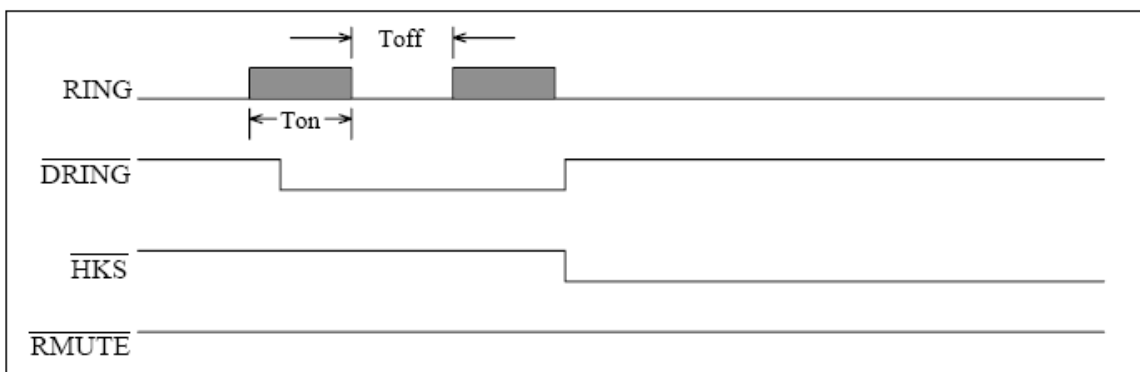 Toff
RING
Ton
DRING
HKS
RMUTE